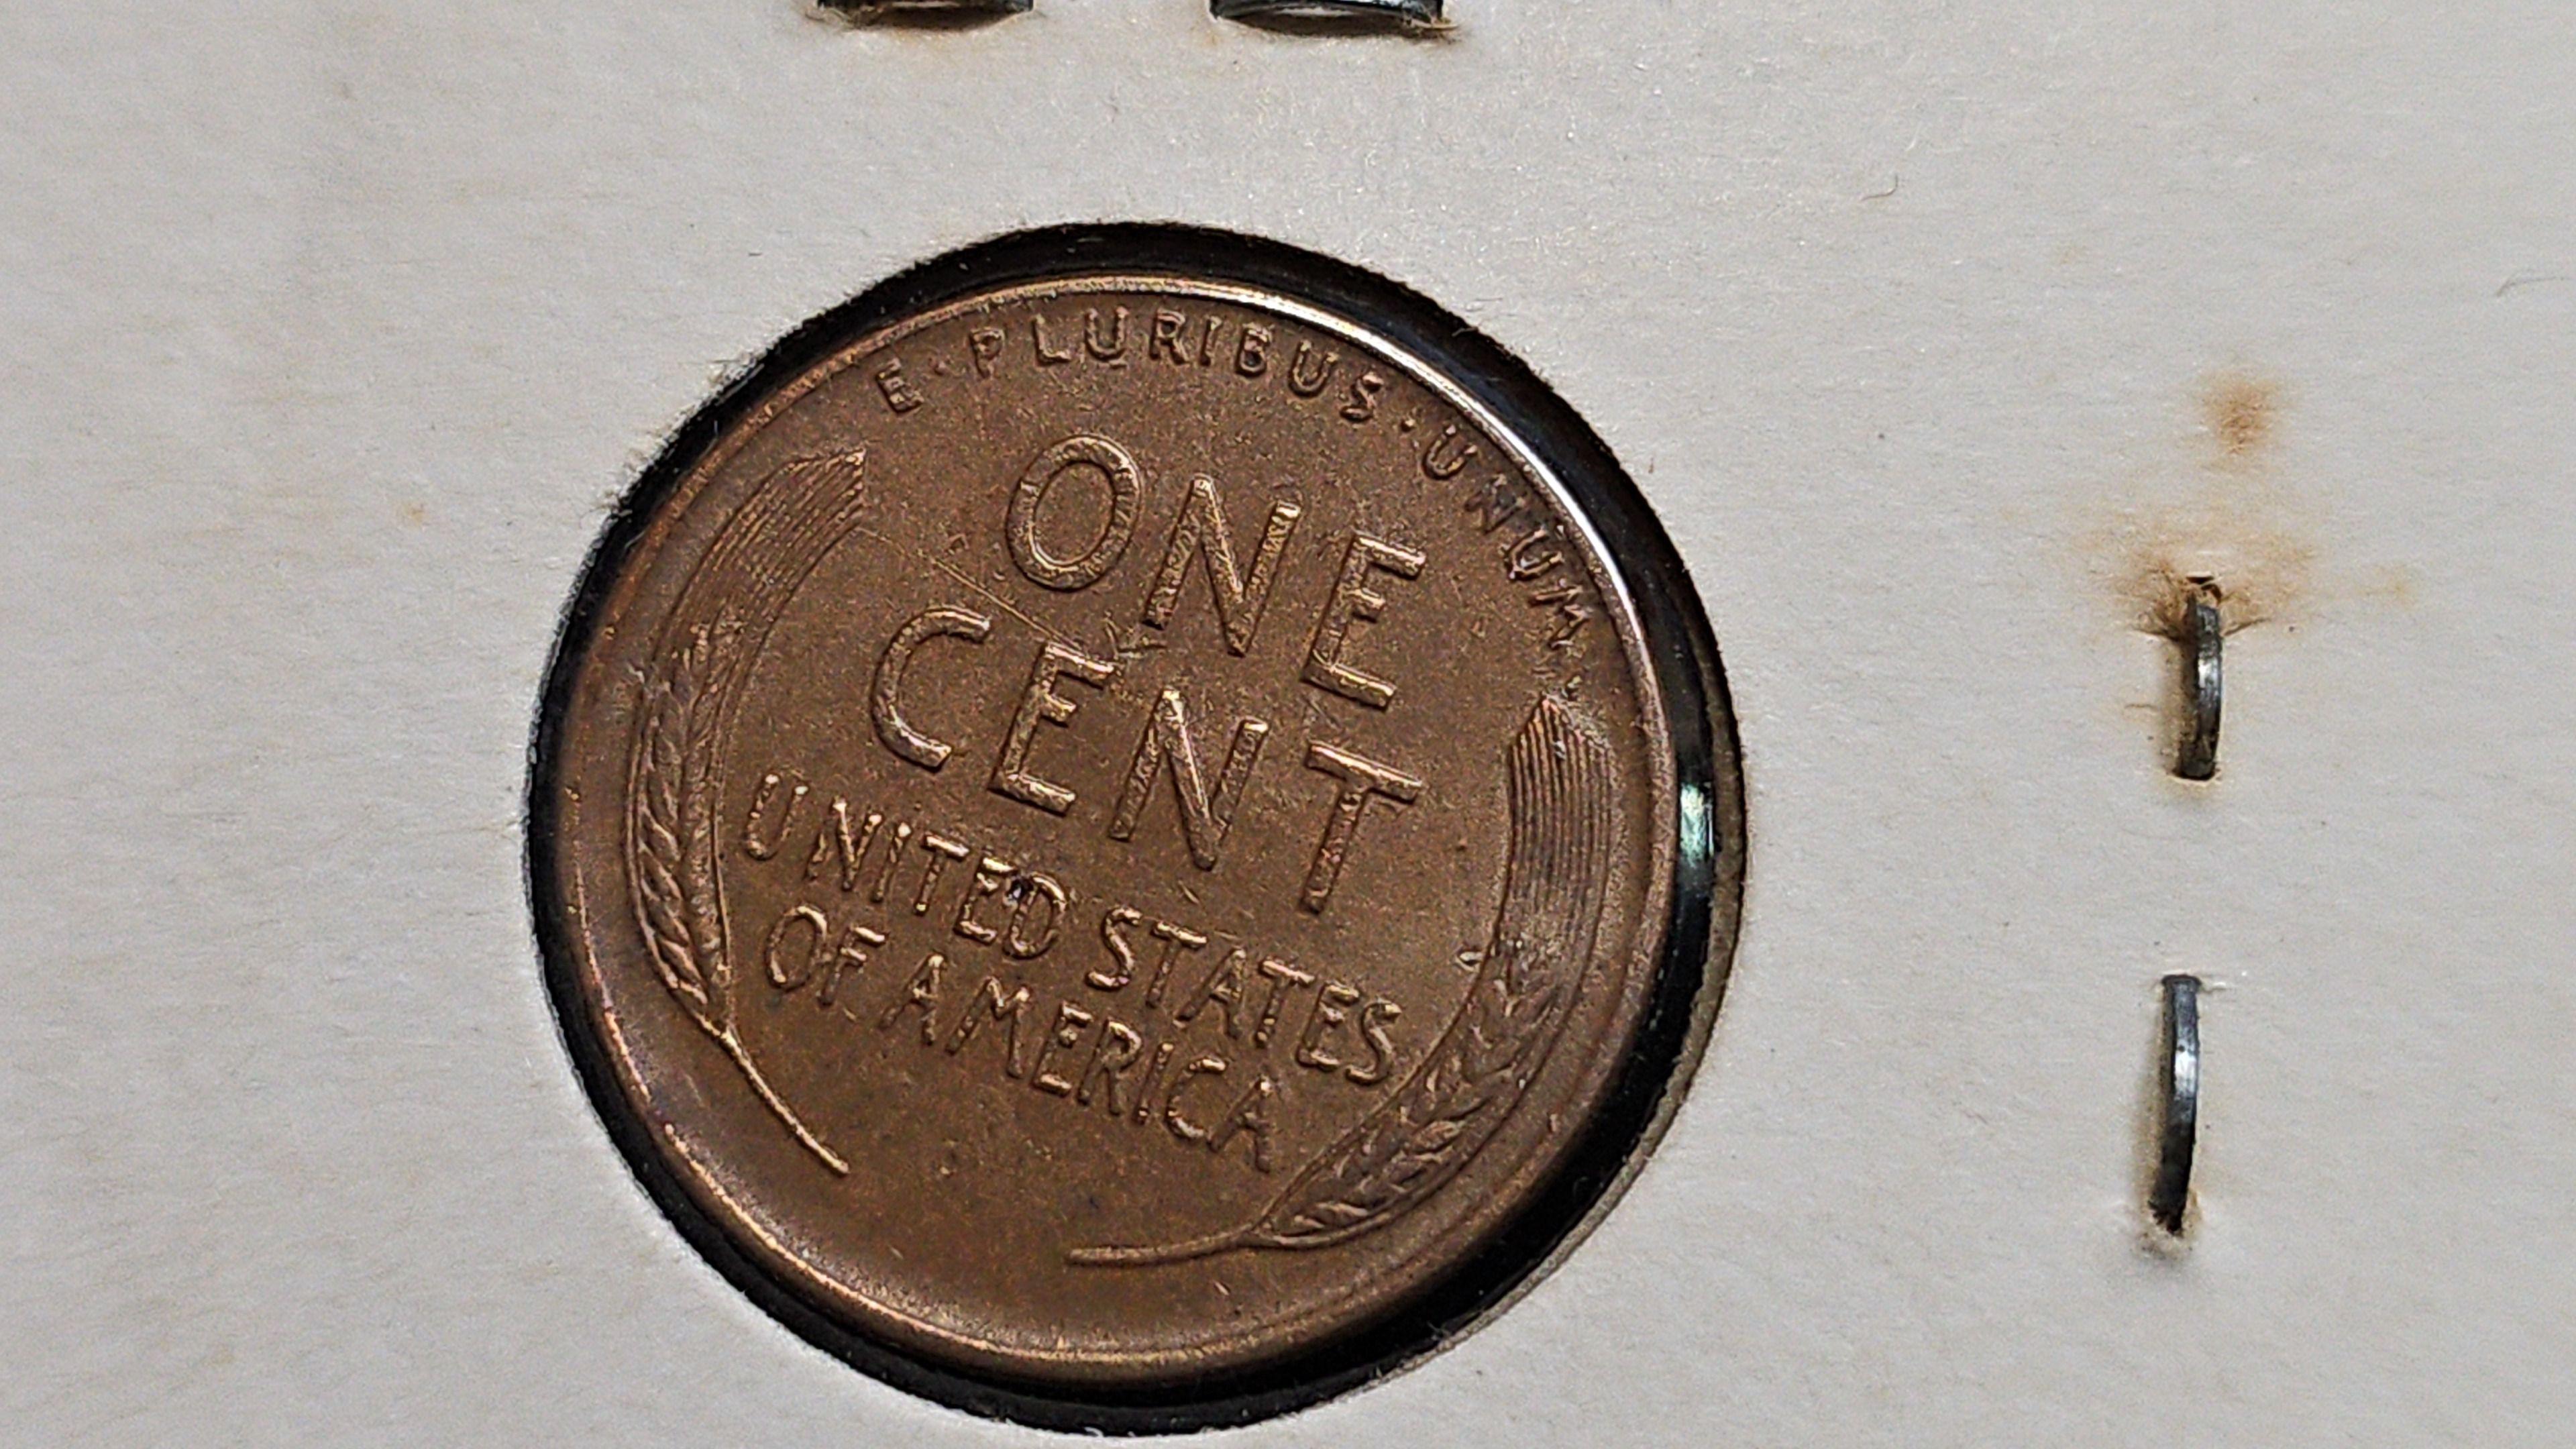 E·PLURIBUS·UNUM
ONE
CENT
UNITED STATES
OF AMERICA